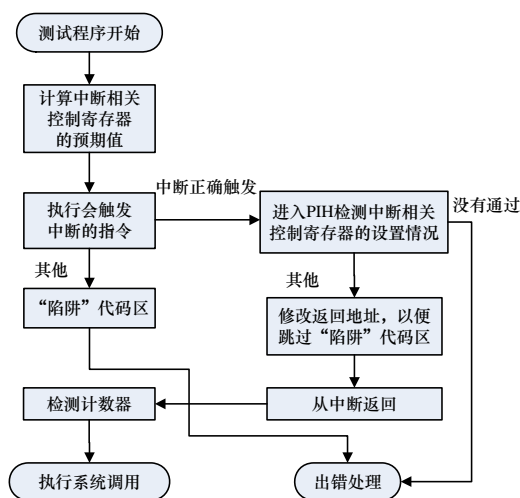 测试程序开始
计算中断相关
控制寄存器
的预期值
中断正确触发
执行会触发
中断的指令
进入PIH检测中断相关
控制寄存器的设置情况
没有通过
其他
其他
“陷阱”代码区
修改返回地址，以便
跳过“陷阱”代码区
检测计数器
从中断返回
执行系统调用
出错处理